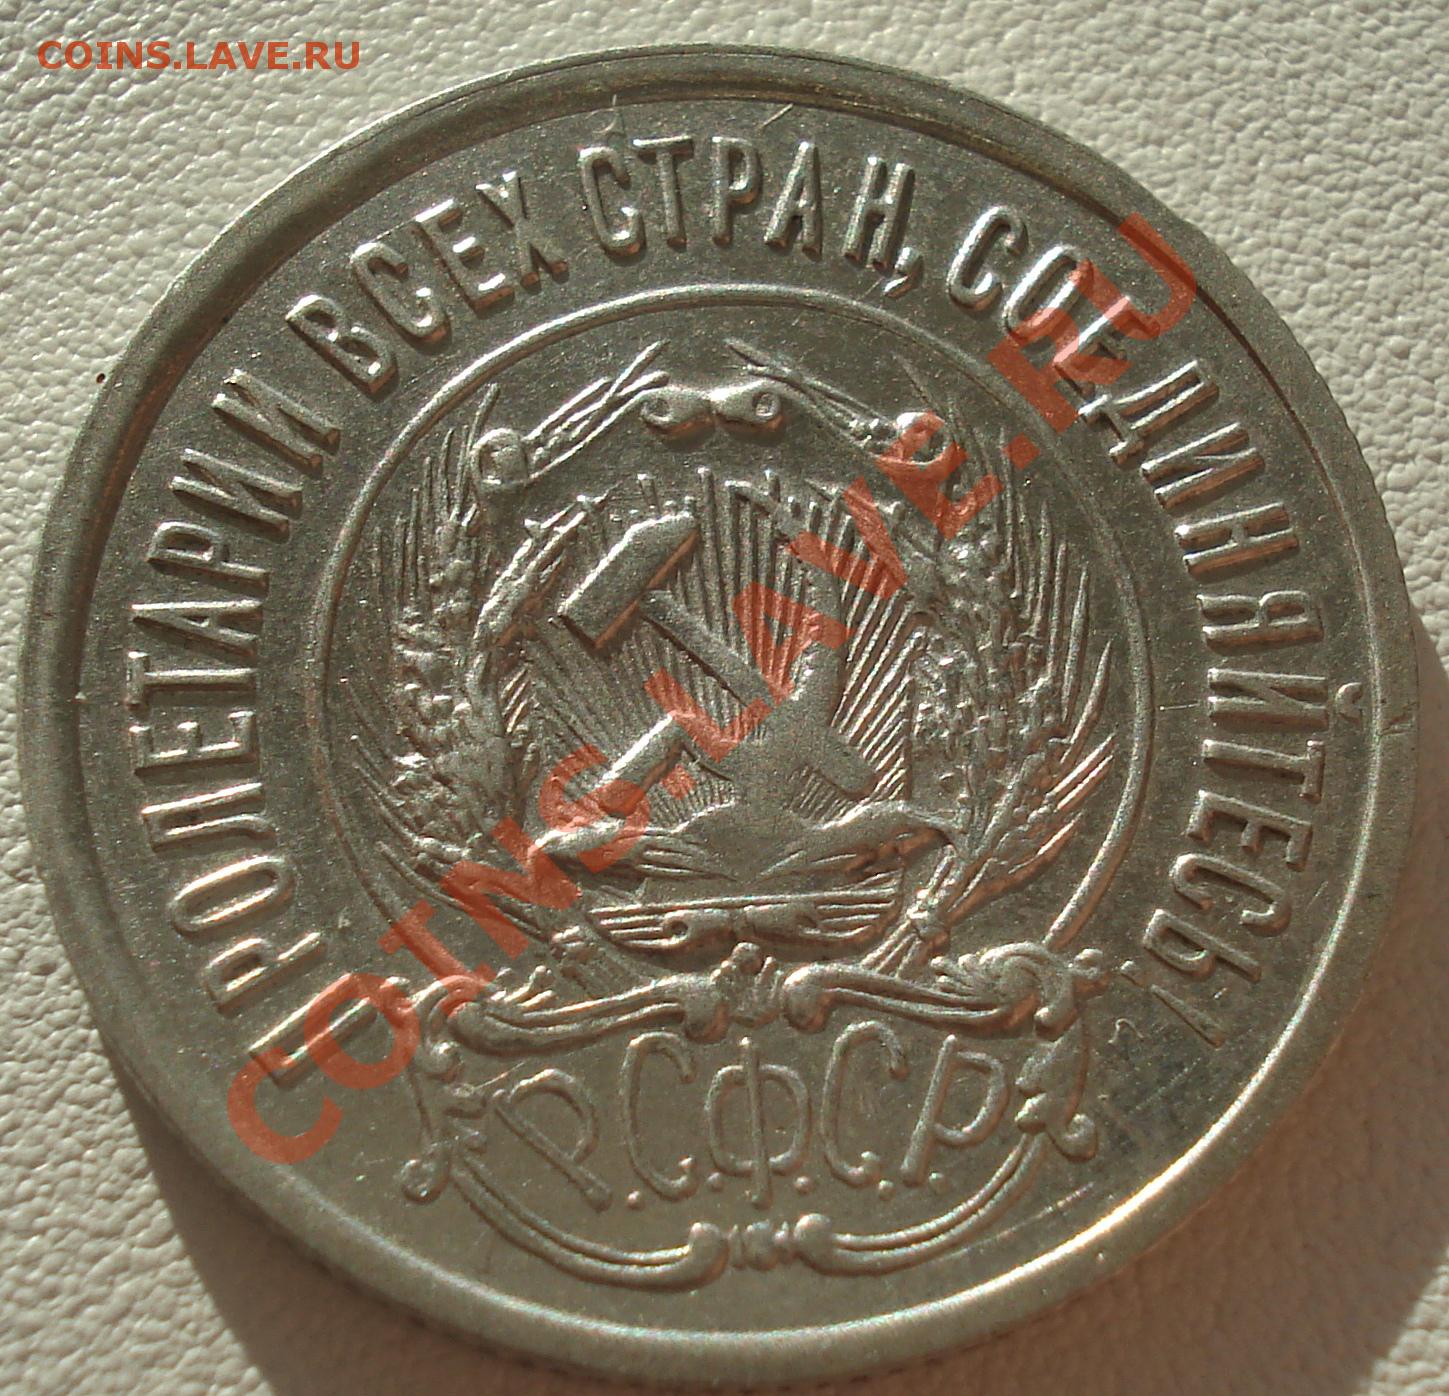 COINS.LAVE.RU
ПРОЛЕТАРИИ ВСЕХ СТРАН, СОЕДИНЯЙТЕСЬ!
Р.С.Ф.С.Р.
COINS.LAVE.RU